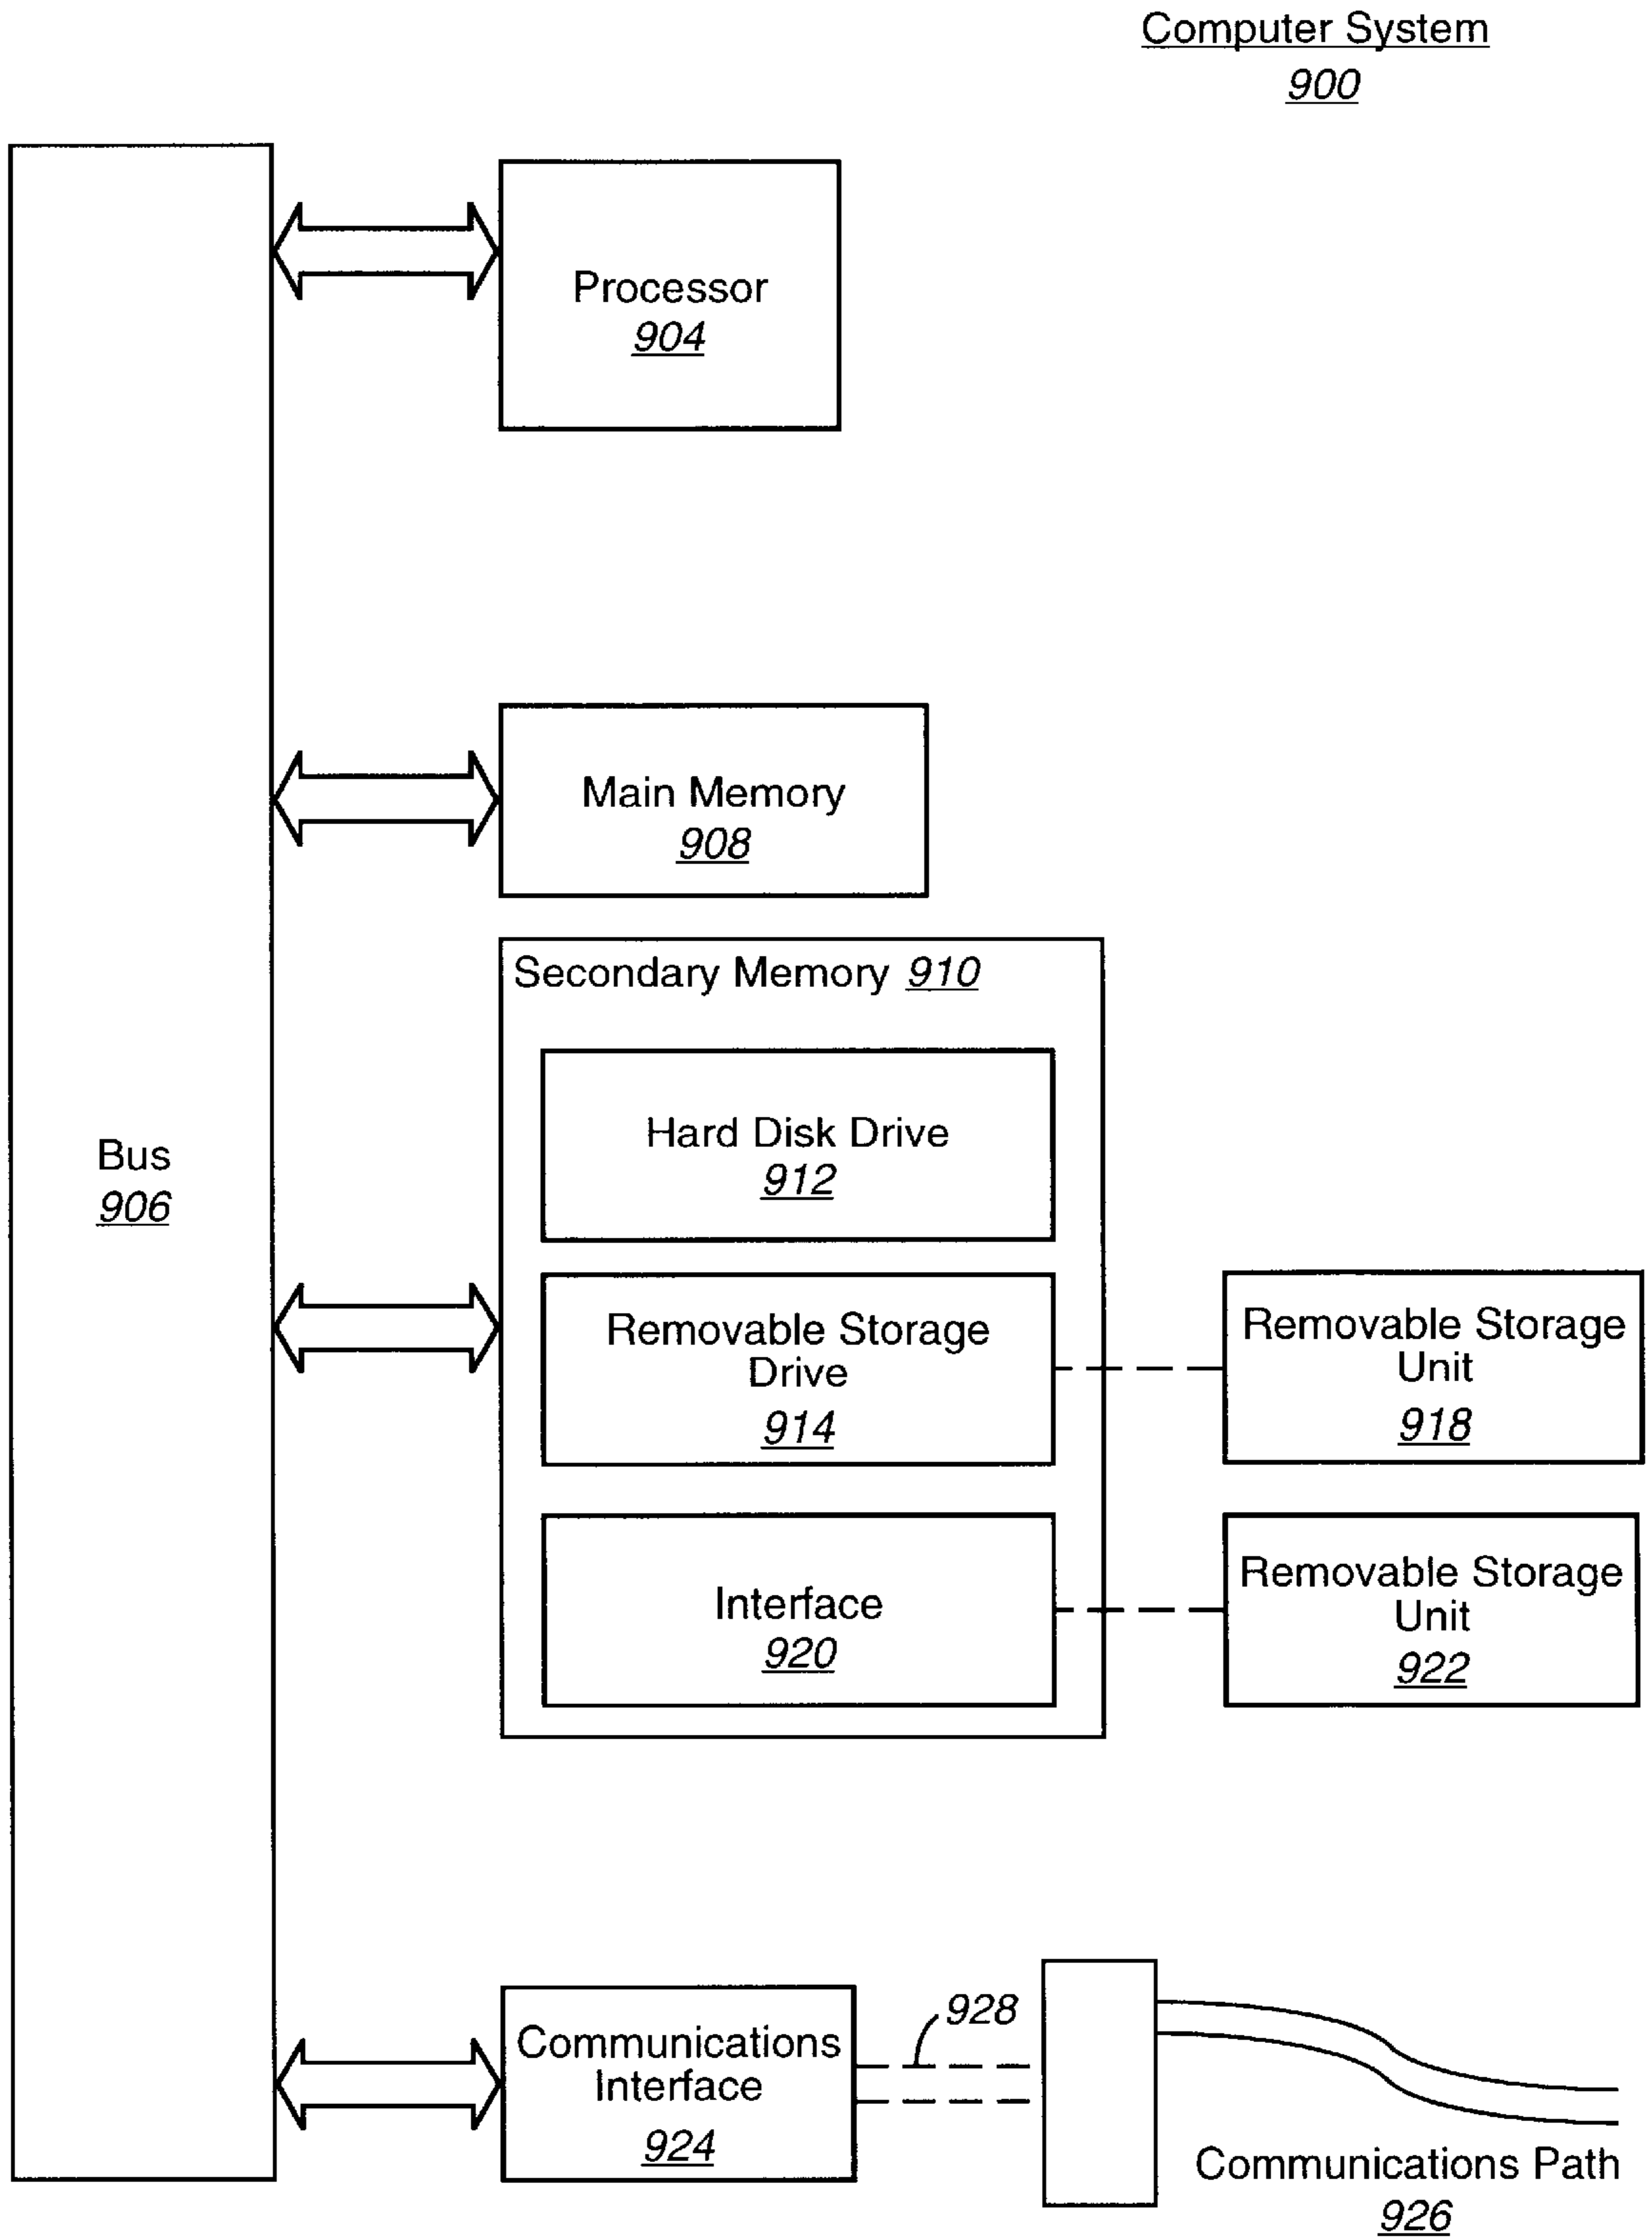 Computer System
900
Processor
904
Main Memory
908
Secondary Memory 910
Hard Disk Drive
912
Bus
906
Removable Storage
Drive
914
Removable Storage
Unit
918
Interface
920
Removable Storage
Unit
922
Communications
Interface
924
928
Communications Path
926